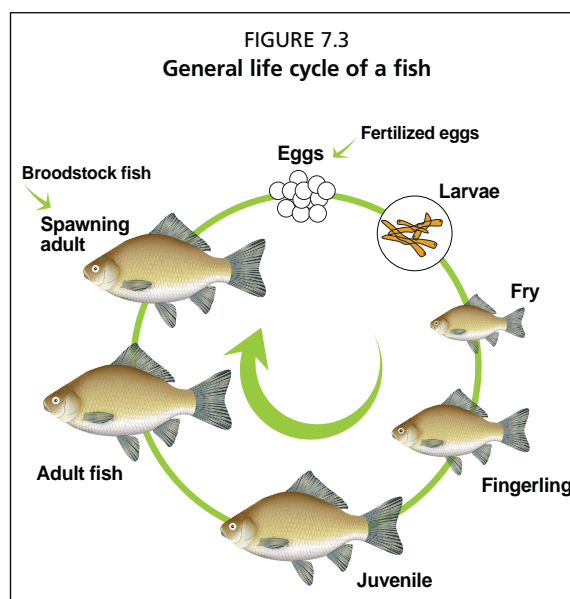 FIGURE 7.3
General life cycle of a fish
Eggs
Fertilized eggs
Broodstock fish
Larvae
Spawning
adult
Fry
Adult fish
Fingerling
Juvenile